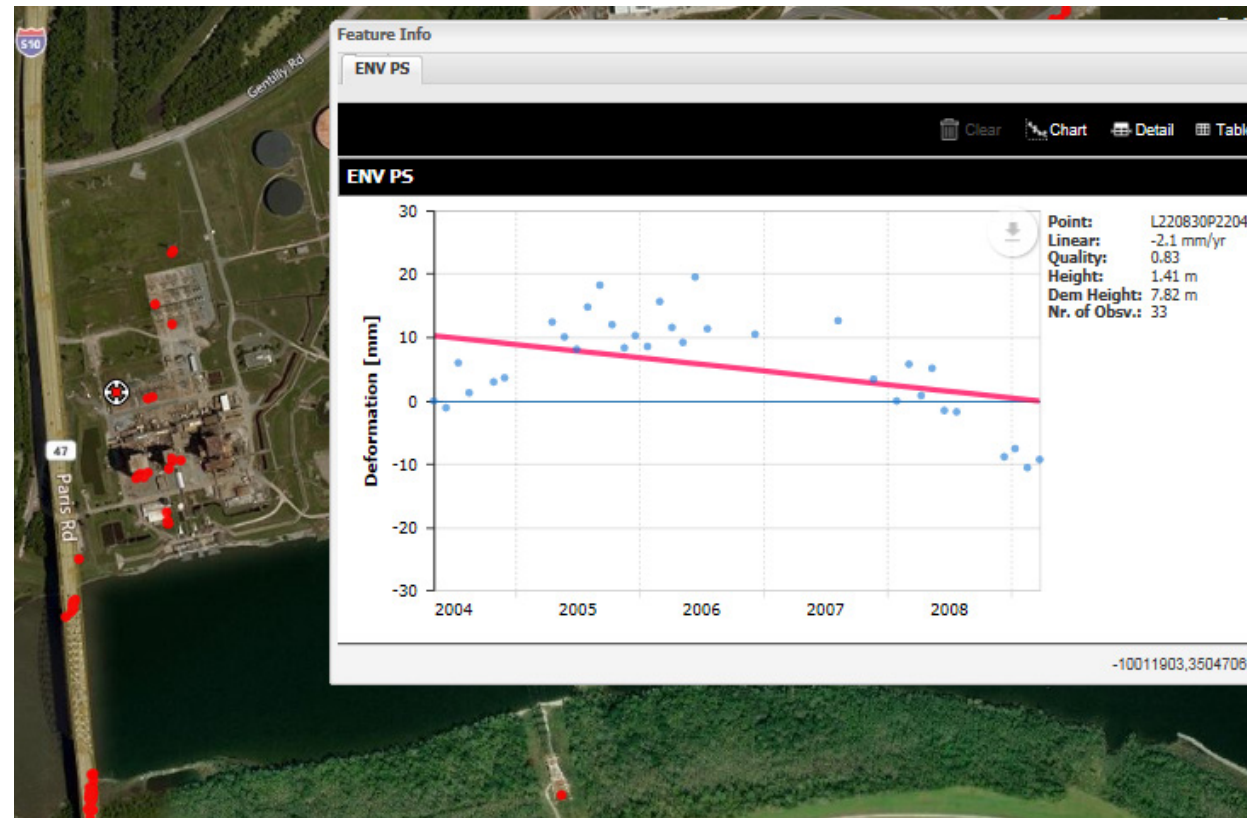 510
Gentilly Rd
47
Paris Rd
Feature Info
ENV PS
Clear Chart Detail Table
ENV PS
Deformation [mm]
30
20
10
0
-10
-20
-30
2004 2005 2006 2007 2008
Point: L220830P2204
Linear: -2.1 mm/yr
Quality: 0.83
Height: 1.41 m
Dem Height: 7.82 m
Nr. of Obsv.: 33
-10011903,3504706